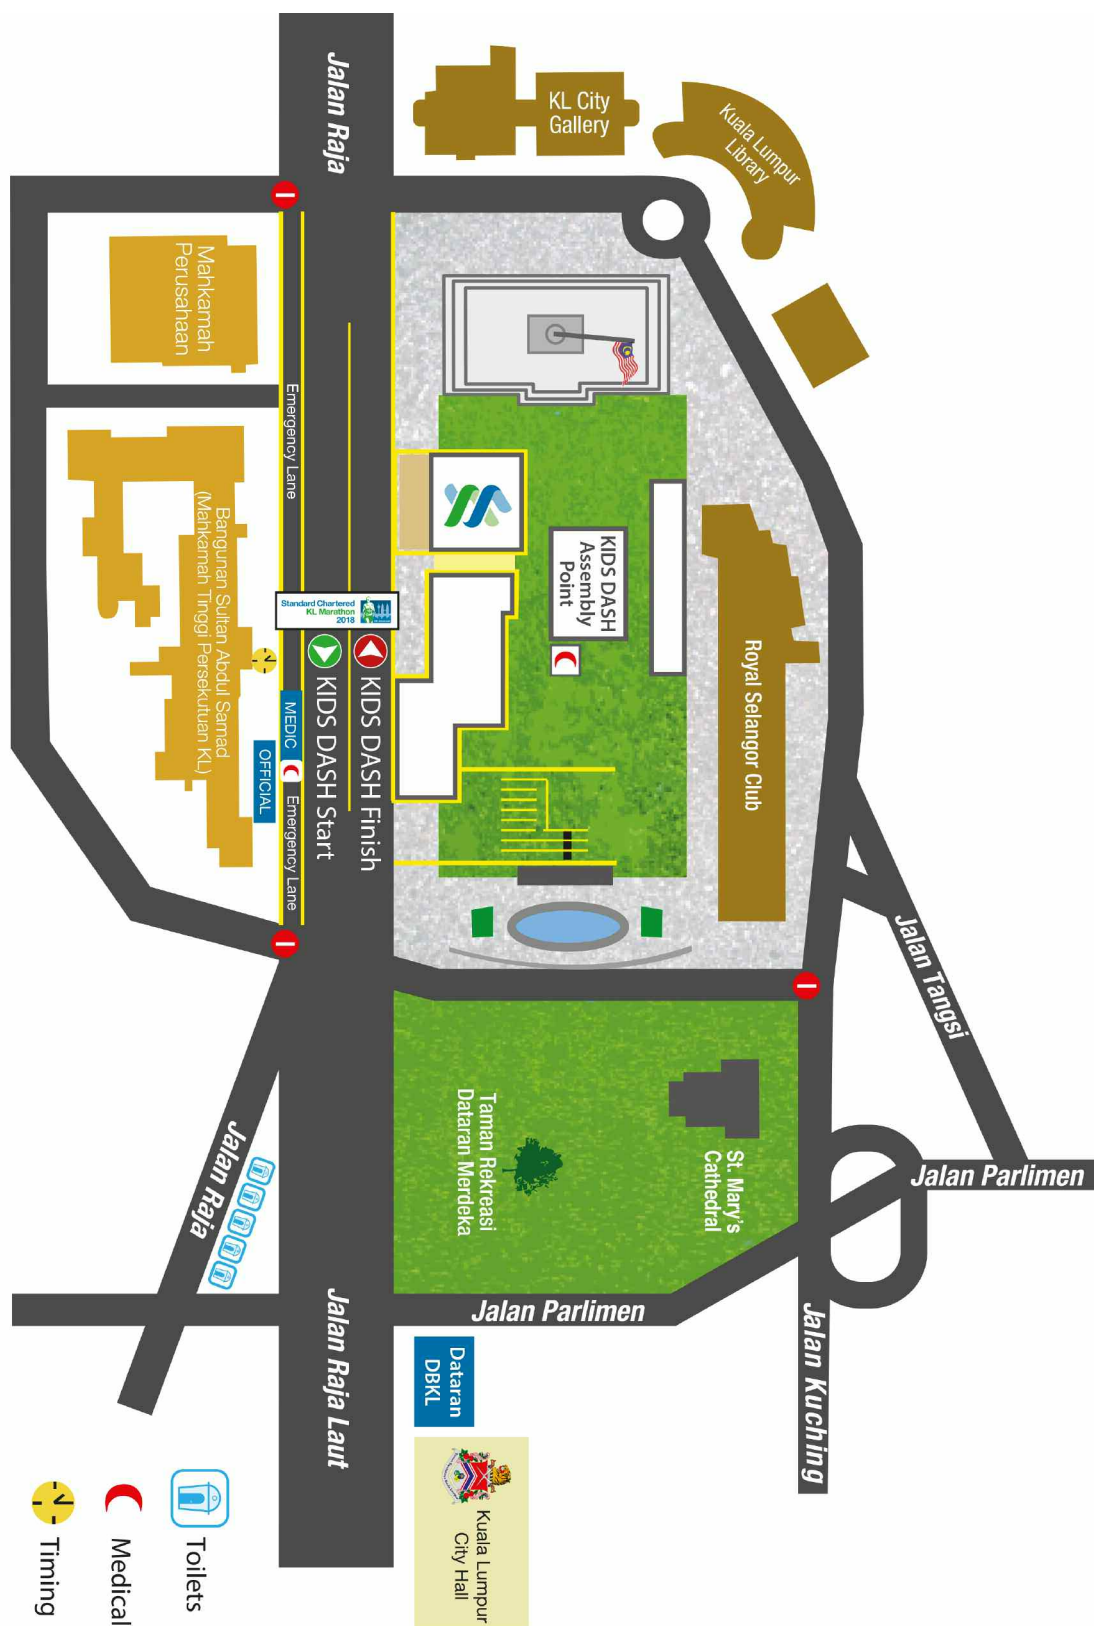 Jalan Raja
KL City
Gallery
Kuala Lumpur
Library
Mahkamah
Perusahaan
Emergency Lane
Bangunan Sultan Abdul Samad
(Mahkamah Tinggi Persekutuan KL)
Standard Chartered
KL Marathon
2018
KIDS DASH
Assembly
Point
Royal Selangor Club
KIDS DASH Finish
KIDS DASH Start
MEDIC
OFFICIAL
Emergency Lane
Jalan Tangsi
St. Mary's
Cathedral
Taman Rekreasi
Dataran Merdeka
Jalan Parlimen
Jalan Raja
Jalan Parlimen
Jalan Raja Laut
Jalan Kuching
Dataran
DBKL
Kuala Lumpur
City Hall
Toilets
Medical
Timing